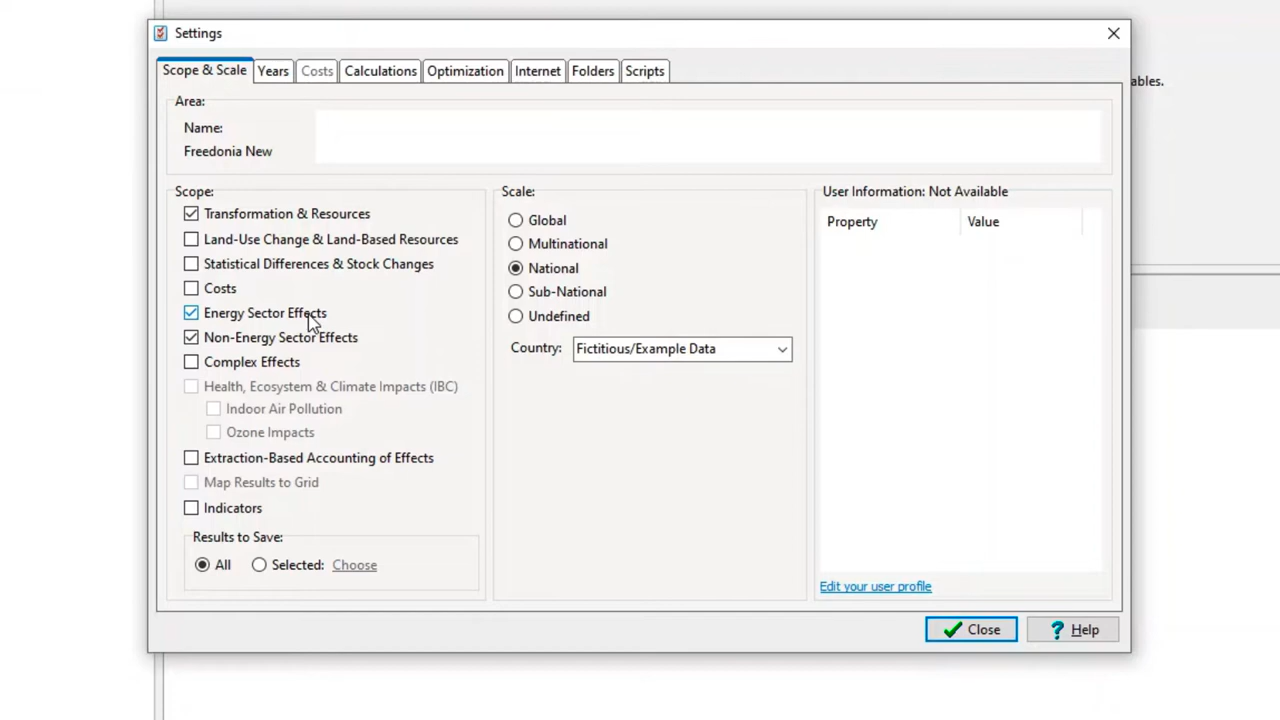 Settings
Scope & Scale
Years
Costs
Calculations
Optimization
Internet
Folders
Scripts
ables.
Area:
Name:
Freedonia New
Scope:
Transformation & Resources
Land-Use Change & Land-Based Resources
Statistical Differences & Stock Changes
Costs
Energy Sector Effects
Non-Energy Sector Effects
Complex Effects
Health, Ecosystem & Climate Impacts (IBC)
Indoor Air Pollution
Ozone Impacts
Extraction-Based Accounting of Effects
Map Results to Grid
Indicators
Results to Save:
All
Selected: Choose
Scale:
Global
Multinational
National
Sub-National
Undefined
Country: Fictitious/Example Data
User Information: Not Available
Property Value
Edit your user profile
Close
Help